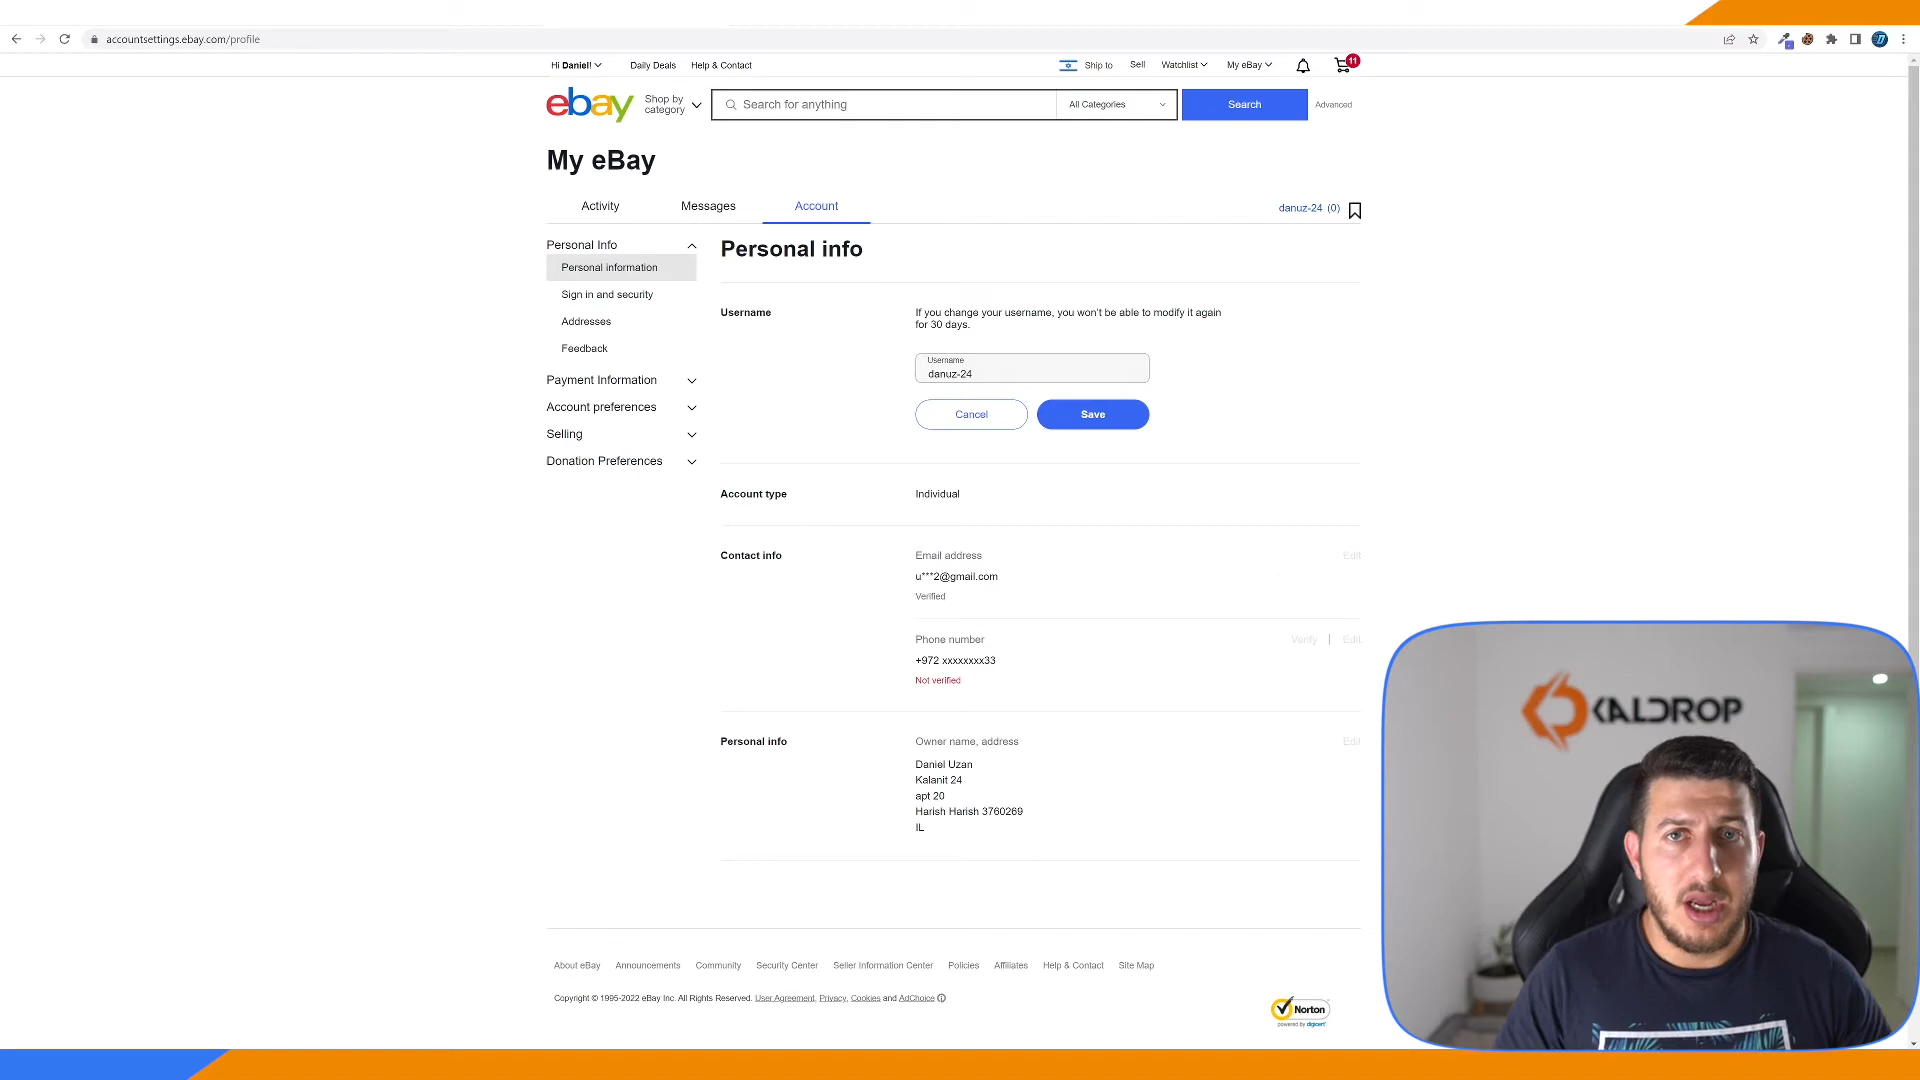 accountsettings.ebay.com/profile
Hi Daniel!
Daily Deals
Help & Contact
Ship to
Sell
Watchlist
My eBay
11
ebay
Shop by
category
Search for anything
All Categories
Search
Advanced
My eBay
Activity
Messages
Account
danuz-24 (0)
Personal Info
Personal information
Sign in and security
Addresses
Feedback
Payment Information
Account preferences
Selling
Donation Preferences
Personal info
Username
If you change your username, you won't be able to modify it again
for 30 days.
Username
danuz-24
Cancel
Save
Account type
Individual
Contact info
Email address
Edit
u***2@gmail.com
Verified
Phone number
Verify | Edit
+972 xxxxxxxx33
Not verified
Personal info
Owner name, address
Edit
Daniel Uzan
Kalanit 24
apt 20
Harish Harish 3760269
IL
KALDROP
About eBay
Announcements
Community
Security Center
Seller Information Center
Policies
Affiliates
Help & Contact
Site Map
Copyright © 1995-2022 eBay Inc. All Rights Reserved. User Agreement, Privacy, Cookies and AdChoice
Norton
powered by digicert